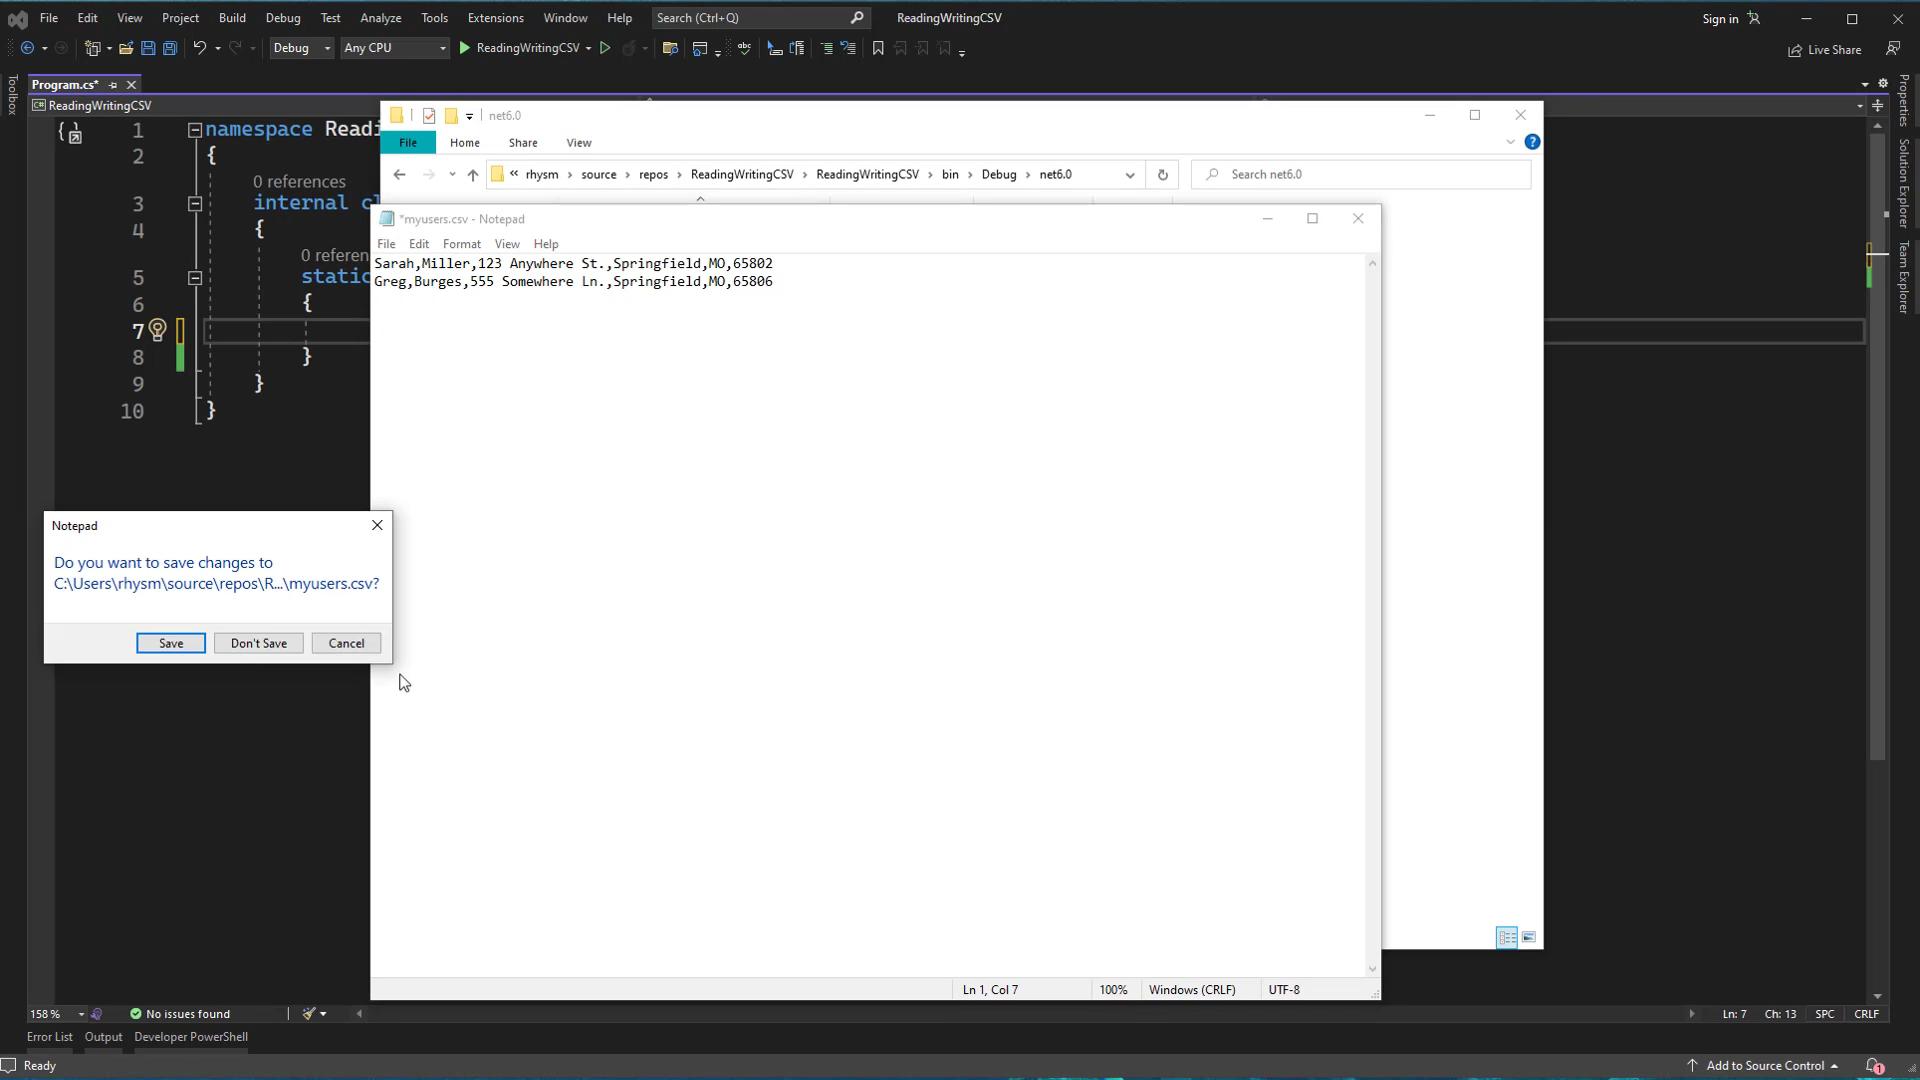 File Edit View Project Build Debug Test Analyze Tools Extensions Window Help Search (Ctrl+Q) ReadingWritingCSV Sign in
Debug Any CPU ReadingWritingCSV Live Share
Program.cs*
ReadingWritingCSV
Toolbox
Properties
Solution Explorer
Team Explorer
net6.0
File Home Share View
rhysm source repos ReadingWritingCSV ReadingWritingCSV bin Debug net6.0 Search net6.0
1 namespace Readi
2 {
0 references
3 internal cl
4 {
0 referen
5 static
6 {
7
8 }
9 }
10 }
*myusers.csv - Notepad
File Edit Format View Help
Sarah,Miller,123 Anywhere St.,Springfield,MO,65802
Greg,Burges,555 Somewhere Ln.,Springfield,MO,65806
Notepad
Do you want to save changes to
C:\Users\rhysm\source\repos\R...\myusers.csv?
Save Don't Save Cancel
Ln 1, Col 7 100% Windows (CRLF) UTF-8
158 % No issues found Ln: 7 Ch: 13 SPC CRLF
Error List Output Developer PowerShell
Ready Add to Source Control 1